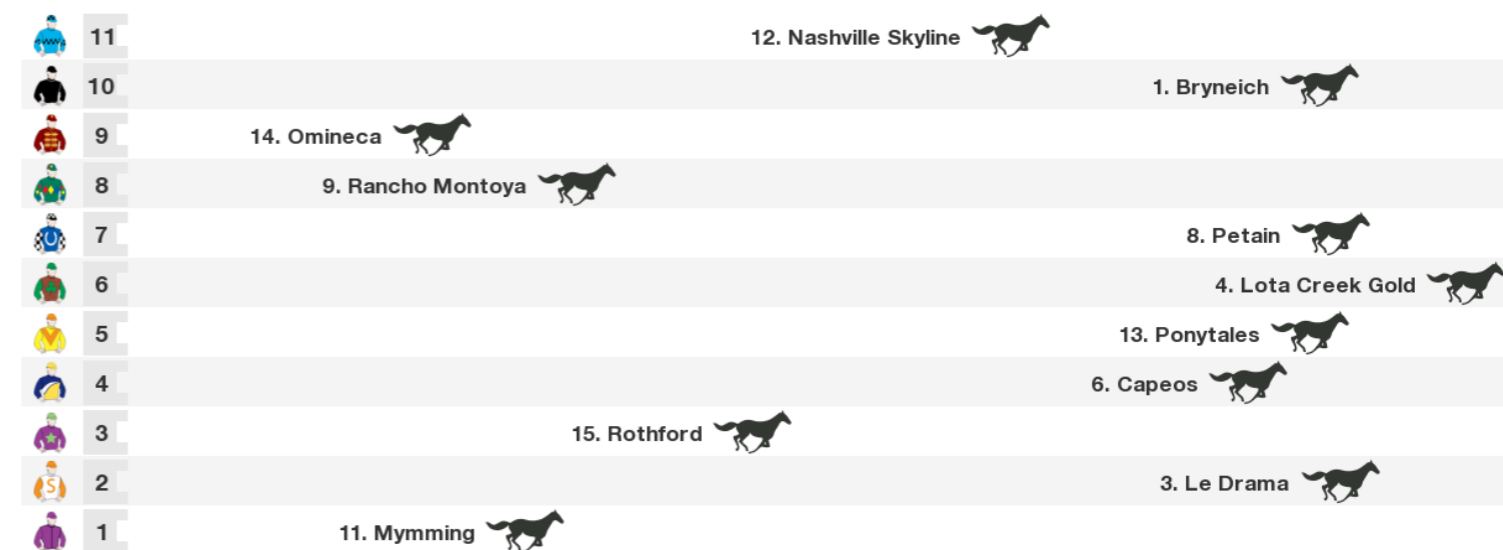 11 12. Nashville Skyline
10 1. Bryneich
9 14. Omineca
8 9. Rancho Montoya
7 8. Petain
6 4. Lota Creek Gold
5 13. Ponytales
4 6. Capeos
3 15. Rothford
S 2 3. Le Drama
1 11. Mymming